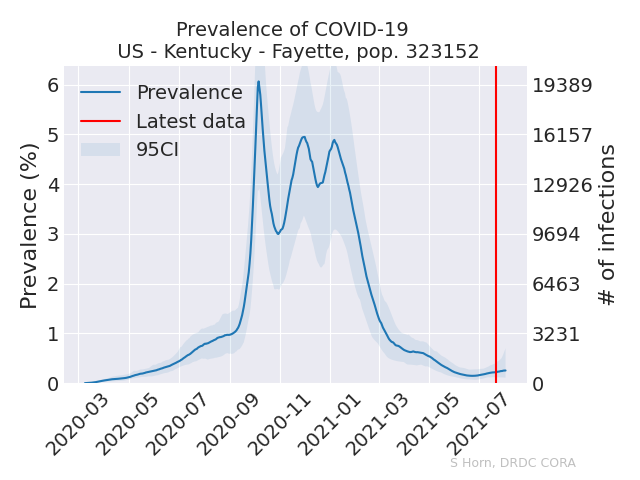 Prevalence of COVID-19
US - Kentucky - Fayette, pop. 323152
Prevalence
Latest data
95CI
Prevalence (%)
6
5
4
3
2
1
0
19389
16157
12926
9694
6463
3231
0
# of infections
2020-03
2020-05
2020-07
2020-09
2020-11
2021-01
2021-03
2021-05
2021-07
S Horn, DRDC CORA